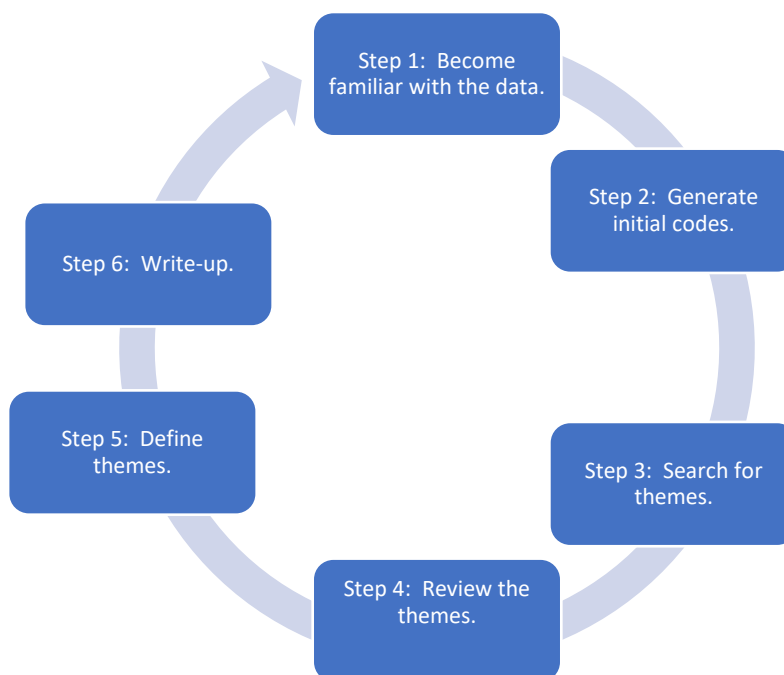 Step 1:  Become
familiar with the data.
Step 2:  Generate
initial codes.
Step 3:  Search for
themes.
Step 4:  Review the
themes.
Step 5:  Define
themes.
Step 6:  Write-up.